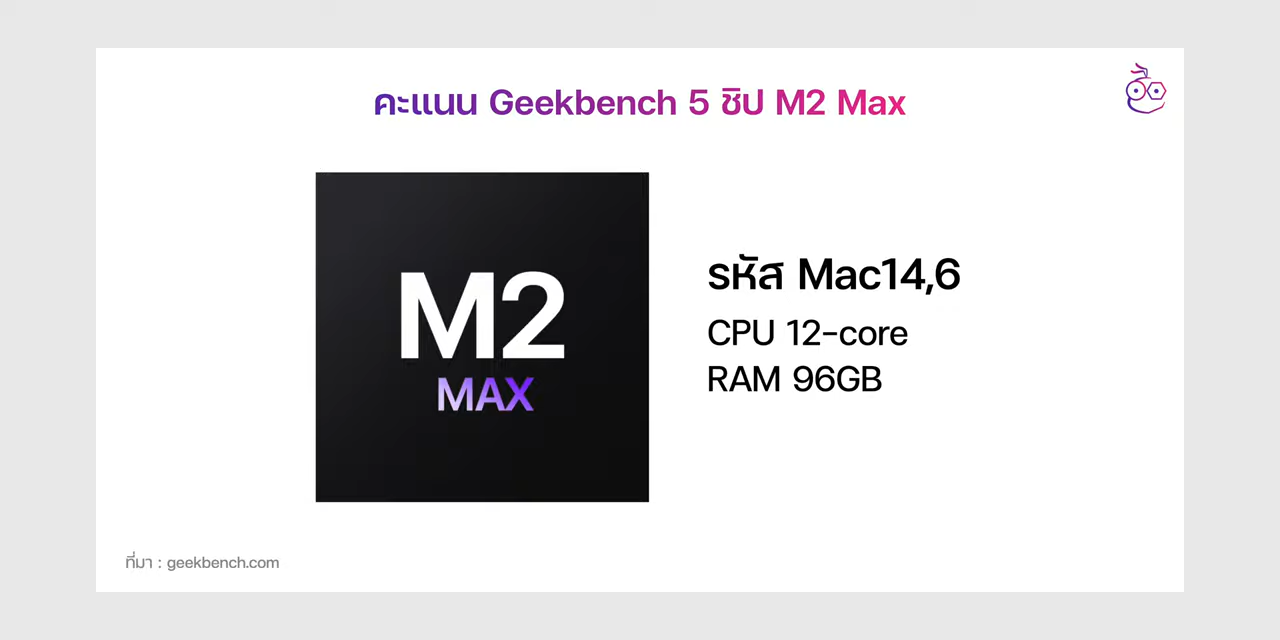 คะแนน Geekbench 5 ชิป M2 Max
M2
MAX
รหัส Mac14,6
CPU 12-core
RAM 96GB
ที่มา : geekbench.com